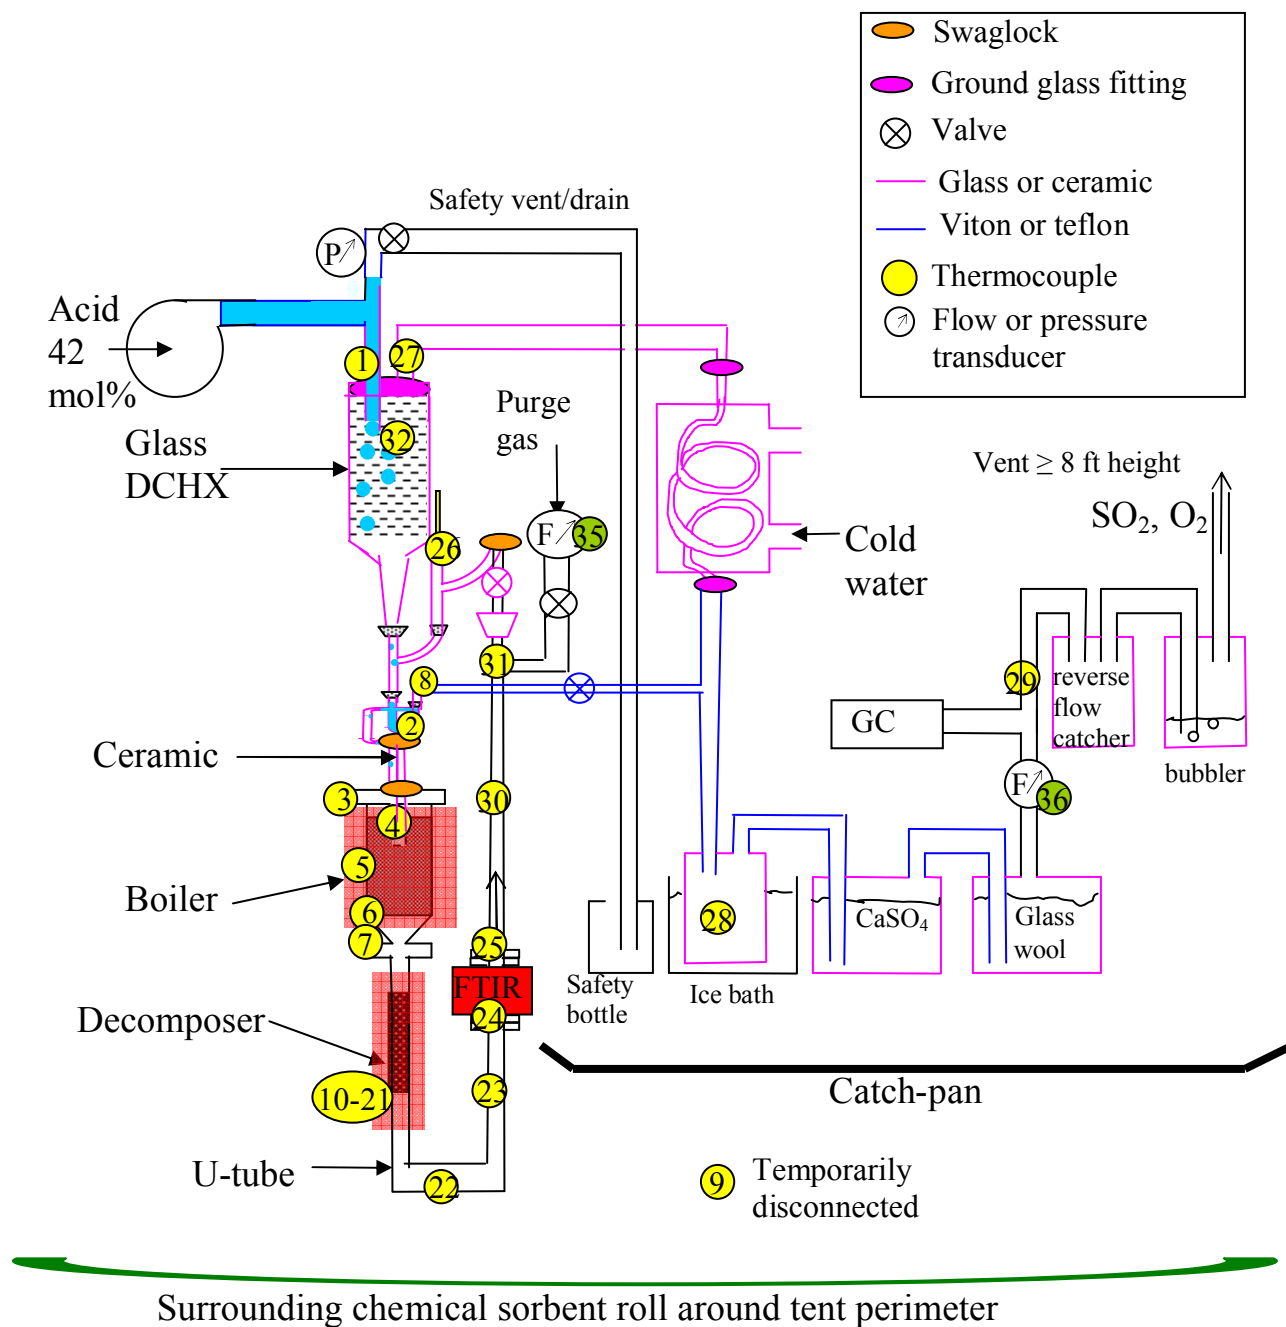 Swaglock
Ground glass fitting
Valve
Glass or ceramic
Viton or teflon
Thermocouple
Flow or pressure
transducer
Safety vent/drain
P
Acid
42
mol%
1
27
Purge
gas
32
Glass
DCHX
Vent ≥ 8 ft height
SO₂, O₂
26
F
35
Cold
water
31
8
29
reverse
flow
catcher
GC
2
Ceramic
bubbler
3
30
F
36
4
5
Boiler
6
7
28
CaSO₄
Glass
wool
25
FTIR
24
Safety
bottle
Ice bath
Decomposer
10-21
23
Catch-pan
U-tube
22
9
Temporarily
disconnected
Surrounding chemical sorbent roll around tent perimeter